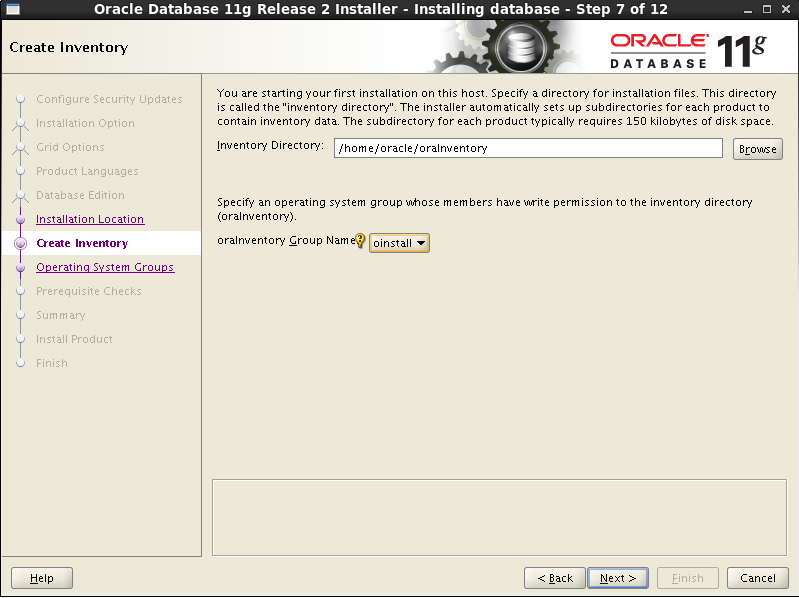 Oracle Database 11g Release 2 Installer - Installing database - Step 7 of 12
Create Inventory
ORACLE®
DATABASE
11g
Configure Security Updates
Installation Option
Grid Options
Product Languages
Database Edition
Installation Location
Create Inventory
Operating System Groups
Prerequisite Checks
Summary
Install Product
Finish
You are starting your first installation on this host. Specify a directory for installation files. This directory
is called the "inventory directory". The installer automatically sets up subdirectories for each product to
contain inventory data. The subdirectory for each product typically requires 150 kilobytes of disk space.
Inventory Directory: /home/oracle/oraInventory Browse
Specify an operating system group whose members have write permission to the inventory directory
(oraInventory).
oraInventory Group Name oinstall
Help < Back Next > Finish Cancel